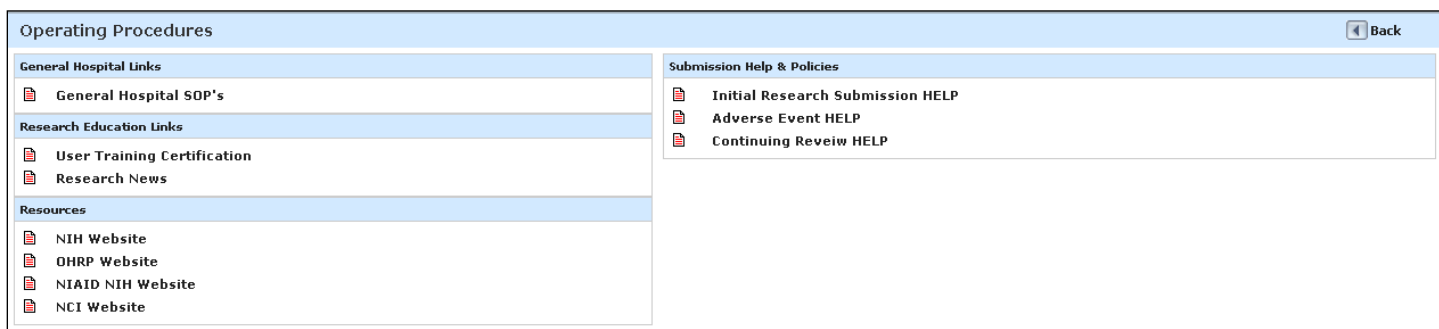 Operating Procedures
Back
General Hospital Links
General Hospital SOP's
Research Education Links
User Training Certification
Research News
Resources
NIH Website
OHRP Website
NIAID NIH Website
NCI Website
Submission Help & Policies
Initial Research Submission HELP
Adverse Event HELP
Continuing Reveiw HELP